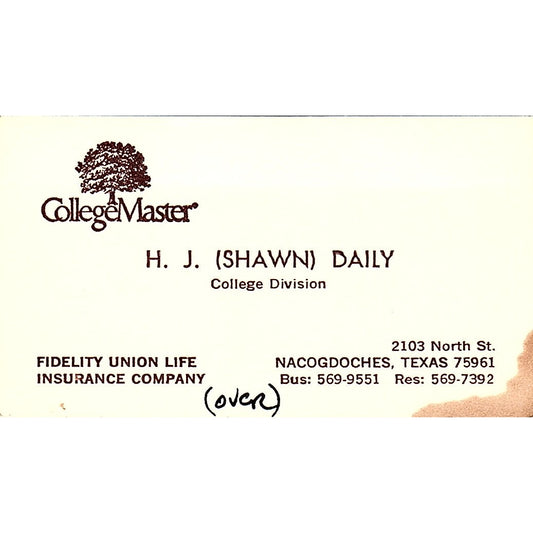 CollegeMaster®
H. J. (SHAWN) DAILY
College Division
2103 North St.
FIDELITY UNION LIFE
NACOGDOCHES, TEXAS 75961
INSURANCE COMPANY
Bus: 569-9551 Res: 569-7392
(over)